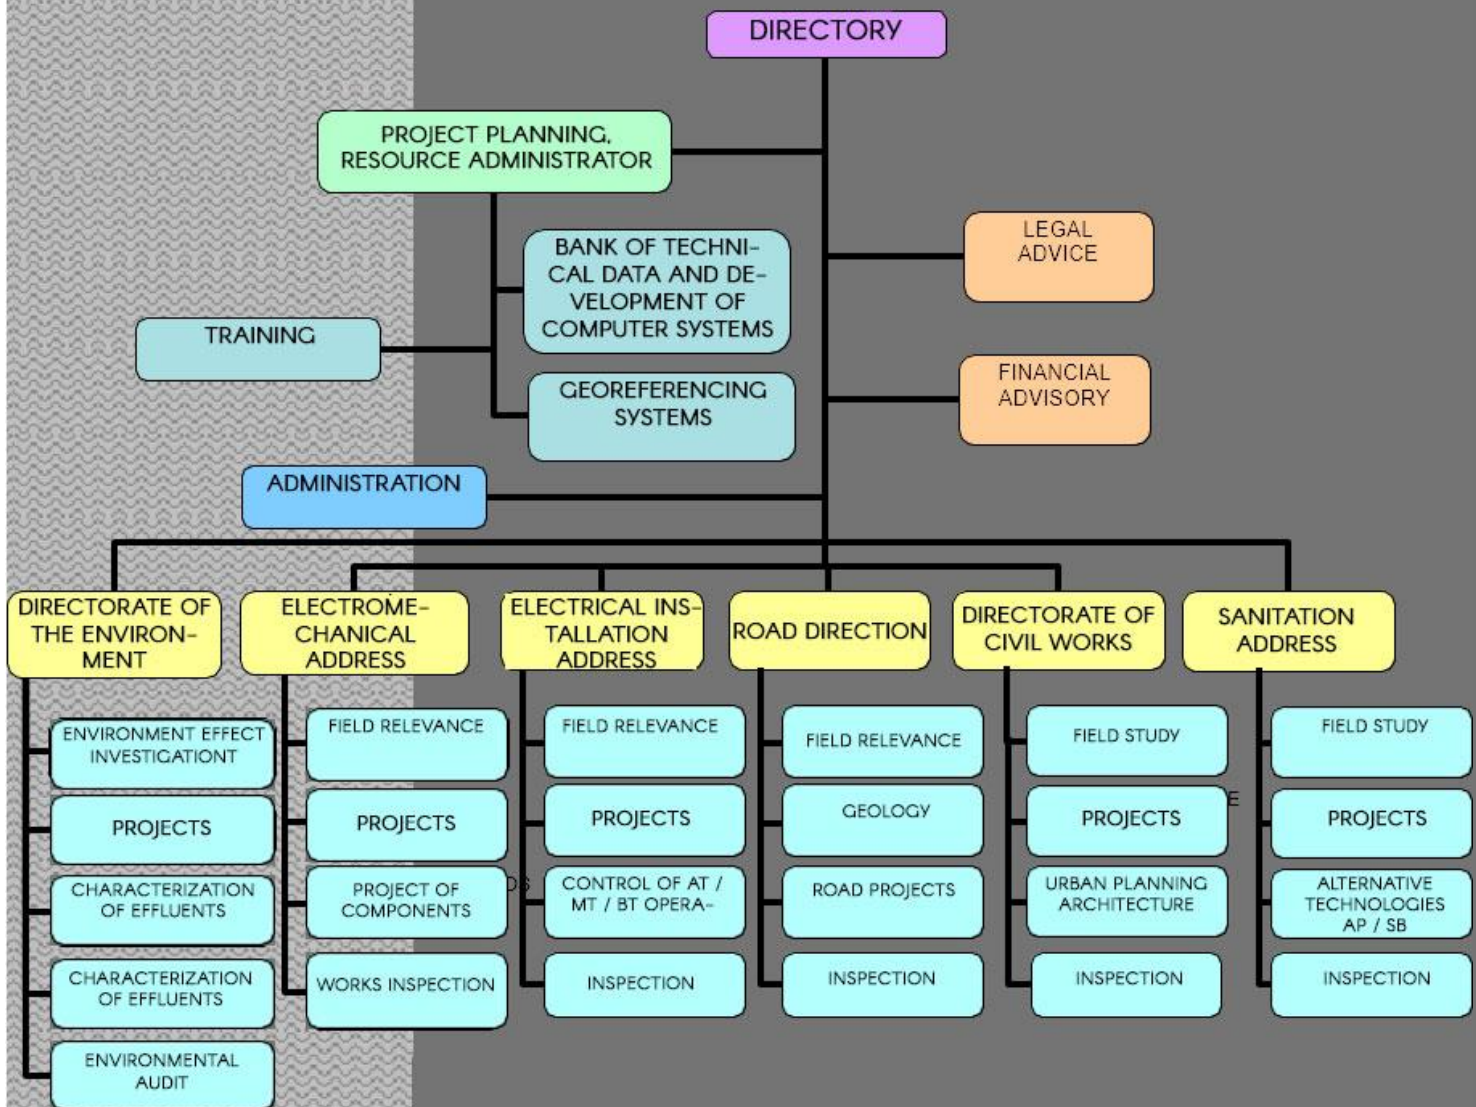 DIRECTORY
PROJECT PLANNING,
RESOURCE ADMINISTRATOR
LEGAL
ADVICE
BANK OF TECHNI-
CAL DATA AND DE-
VELOPMENT OF
COMPUTER SYSTEMS
TRAINING
FINANCIAL
ADVISORY
GEOREFERENCING
SYSTEMS
ADMINISTRATION
DIRECTORATE OF
THE ENVIRON-
MENT
ELECTROME-
CHANICAL
ADDRESS
ELECTRICAL INS-
TALLATION
ADDRESS
ROAD DIRECTION
DIRECTORATE OF
CIVIL WORKS
SANITATION
ADDRESS
ENVIRONMENT EFFECT
INVESTIGATIONT
PROJECTS
CHARACTERIZATION
OF EFFLUENTS
CHARACTERIZATION
OF EFFLUENTS
ENVIRONMENTAL
AUDIT
FIELD RELEVANCE
PROJECTS
PROJECT OF
COMPONENTS
WORKS INSPECTION
FIELD RELEVANCE
PROJECTS
CONTROL OF AT /
MT / BT OPERA-
INSPECTION
FIELD RELEVANCE
GEOLOGY
ROAD PROJECTS
INSPECTION
FIELD STUDY
PROJECTS
E
URBAN PLANNING
ARCHITECTURE
INSPECTION
FIELD STUDY
PROJECTS
ALTERNATIVE
TECHNOLOGIES
AP / SB
INSPECTION